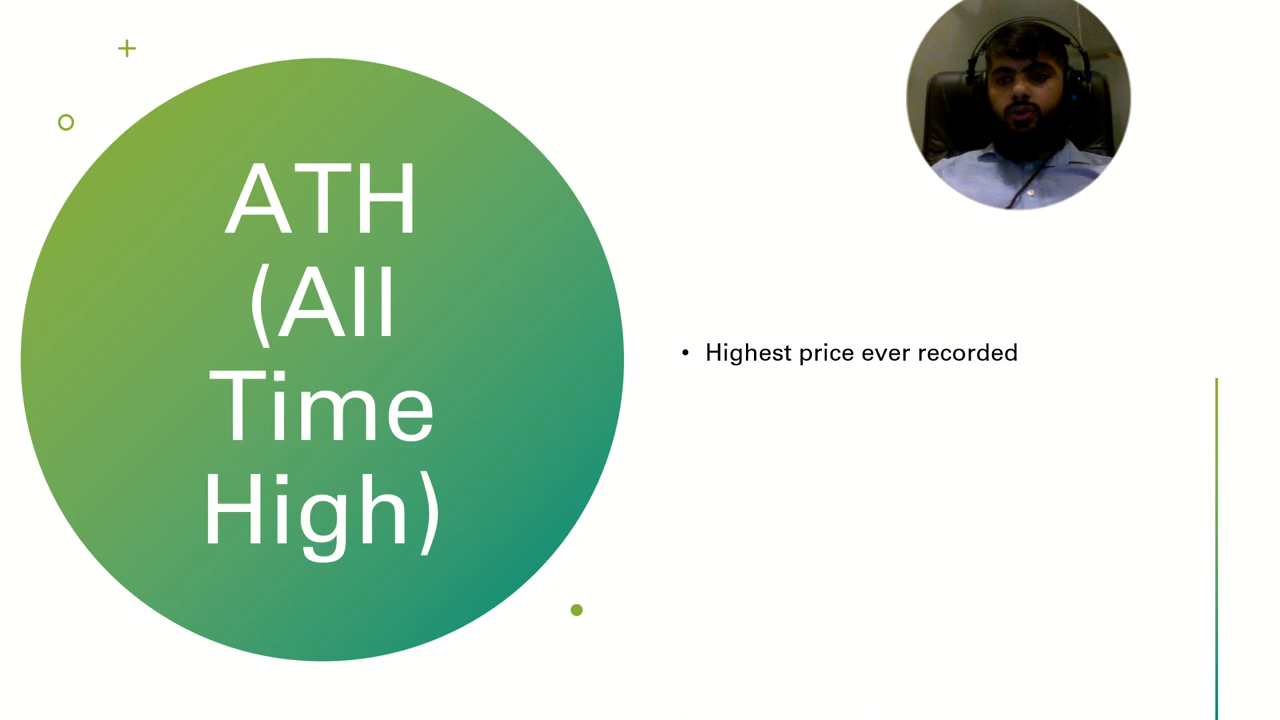 ATH
(All
Time
High)
• Highest price ever recorded